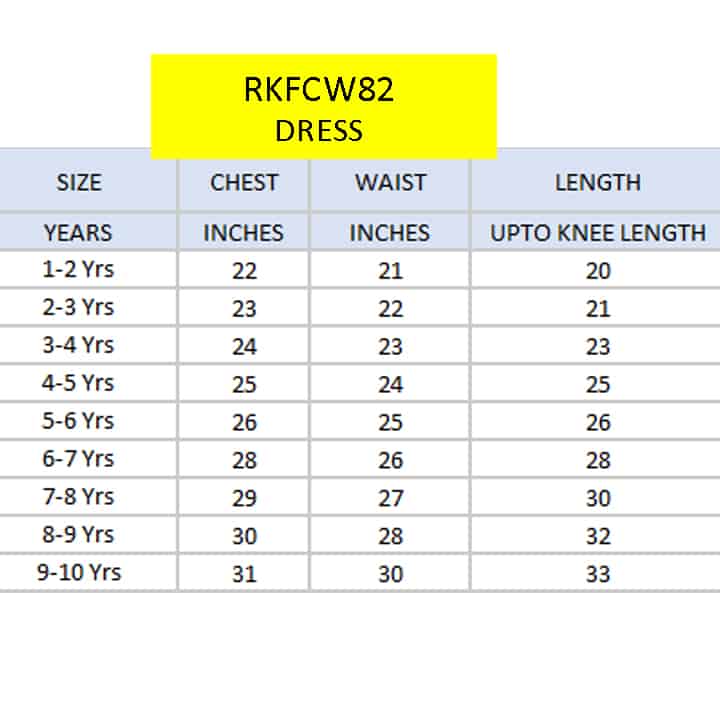 RKFCW82
DRESS
SIZE CHEST WAIST LENGTH
YEARS INCHES INCHES UPTO KNEE LENGTH
1-2 Yrs 22 21 20
2-3 Yrs 23 22 21
3-4 Yrs 24 23 23
4-5 Yrs 25 24 25
5-6 Yrs 26 25 26
6-7 Yrs 28 26 28
7-8 Yrs 29 27 30
8-9 Yrs 30 28 32
9-10 Yrs 31 30 33